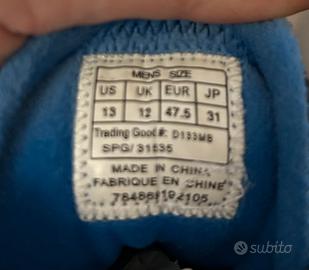 MENS SIZE
US UK EUR JP
13 12 47.5 31
Trading Good #: D133MB
SPG/31535
MADE IN CHINA
FABRIQUE EN CHINE
subito